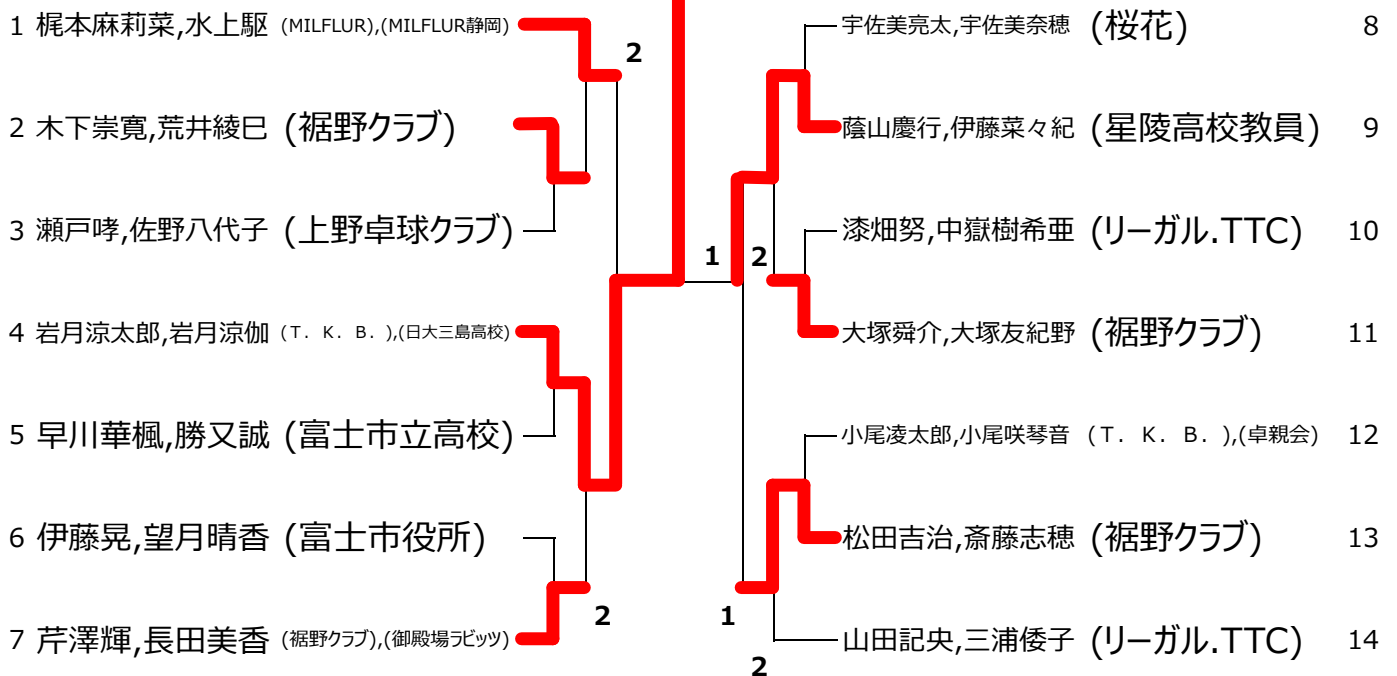 1 梶本麻莉菜,水上駆 (MILFLUR),(MILFLUR静岡)
2 木下崇寛,荒井綾巳 (裾野クラブ)
3 瀬戸哮,佐野八代子 (上野卓球クラブ)
4 岩月涼太郎,岩月涼伽 (T．K．B．),(日大三島高校)
5 早川華楓,勝又誠 (富士市立高校)
6 伊藤晃,望月晴香 (富士市役所)
7 芹澤輝,長田美香 (裾野クラブ),(御殿場ラビッツ)
2
2
1
2
1
2
宇佐美亮太,宇佐美奈穂 (桜花) 8
蔭山慶行,伊藤菜々紀 (星陵高校教員) 9
漆畑努,中嶽樹希亜 (リーガル.TTC) 10
大塚舜介,大塚友紀野 (裾野クラブ) 11
小尾凌太郎,小尾咲琴音 (T．K．B．),(卓親会) 12
松田吉治,斎藤志穂 (裾野クラブ) 13
山田記央,三浦倭子 (リーガル.TTC) 14